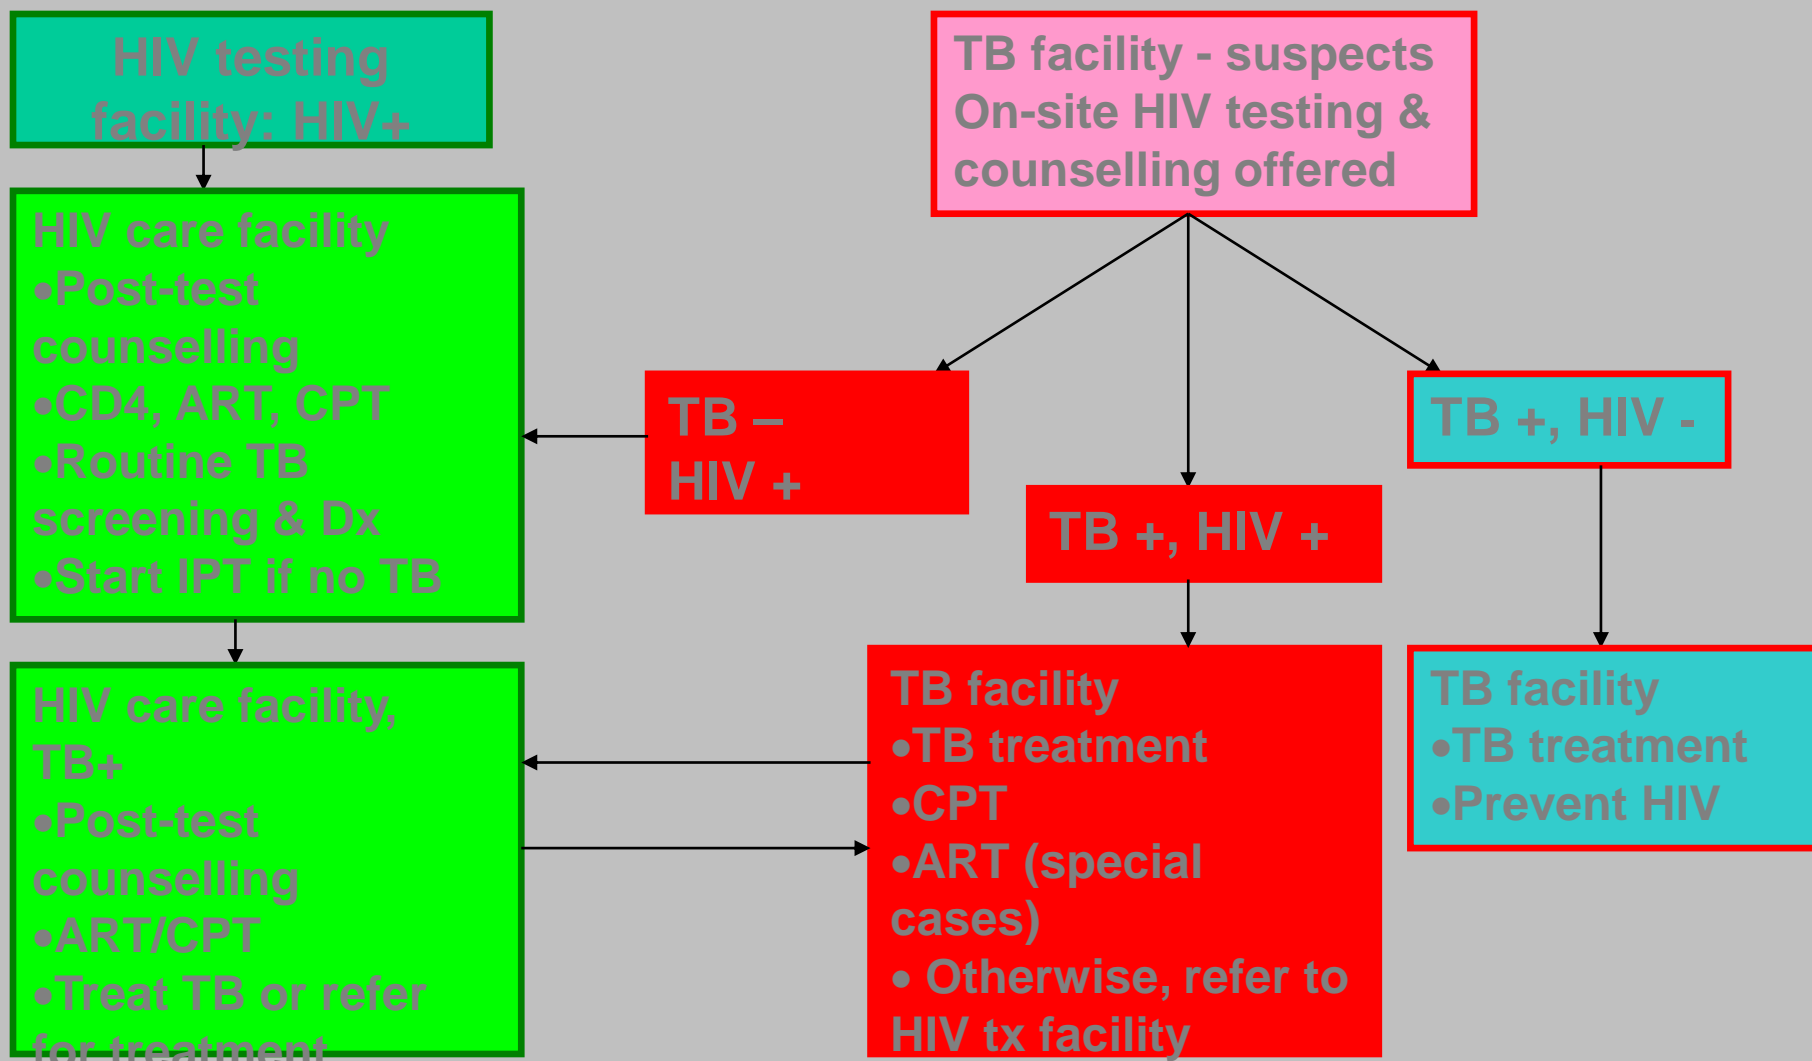 HIV testing
facility: HIV+
TB facility - suspects
On-site HIV testing &
counselling offered
HIV care facility
•Post-test
counselling
•CD4, ART, CPT
•Routine TB
screening & Dx
•Start IPT if no TB
TB –
HIV +
TB +, HIV +
TB +, HIV -
HIV care facility,
TB+
•Post-test
counselling
•ART/CPT
•Treat TB or refer
for treatment
TB facility
•TB treatment
•CPT
•ART (special
cases)
• Otherwise, refer to
HIV tx facility
TB facility
•TB treatment
•Prevent HIV